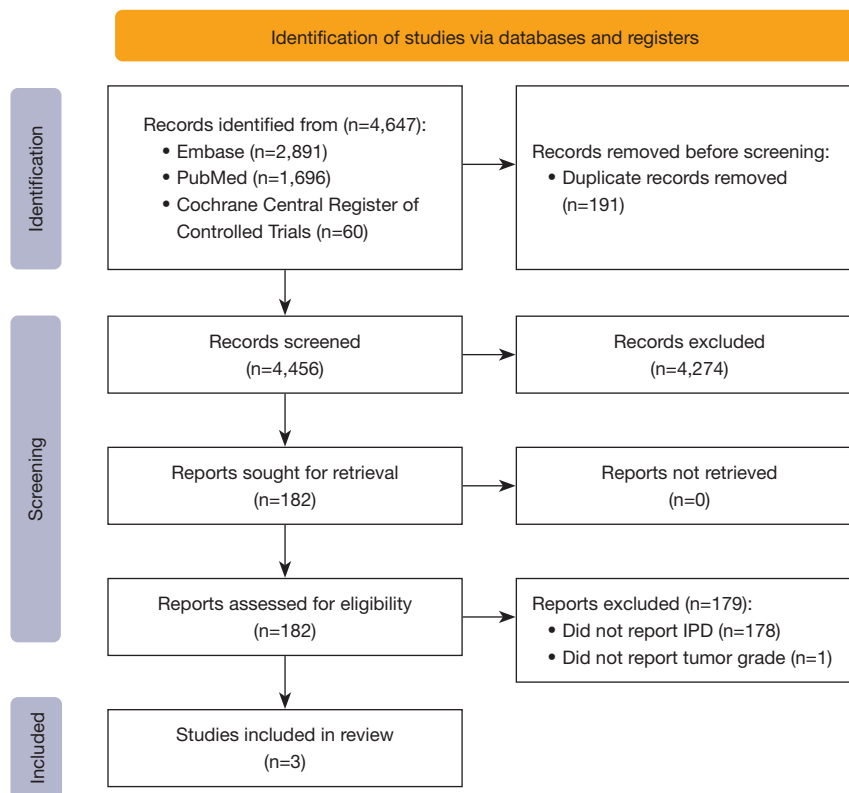 Identification of studies via databases and registers
Identification
Records identified from (n=4,647):
• Embase (n=2,891)
• PubMed (n=1,696)
• Cochrane Central Register of
Controlled Trials (n=60)
Records removed before screening:
• Duplicate records removed
(n=191)
Screening
Records screened
(n=4,456)
Records excluded
(n=4,274)
Reports sought for retrieval
(n=182)
Reports not retrieved
(n=0)
Reports assessed for eligibility
(n=182)
Reports excluded (n=179):
• Did not report IPD (n=178)
• Did not report tumor grade (n=1)
Included
Studies included in review
(n=3)